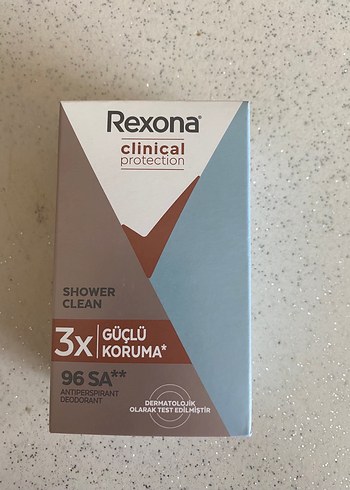 Rexona®
clinical
protection
SHOWER
CLEAN
3x GÜÇLÜ
KORUMA*
96 SA**
ANTIPERSPIRANT
DEODORANT
DERMATOLOJİK
OLARAK TEST EDİLMİŞTİR